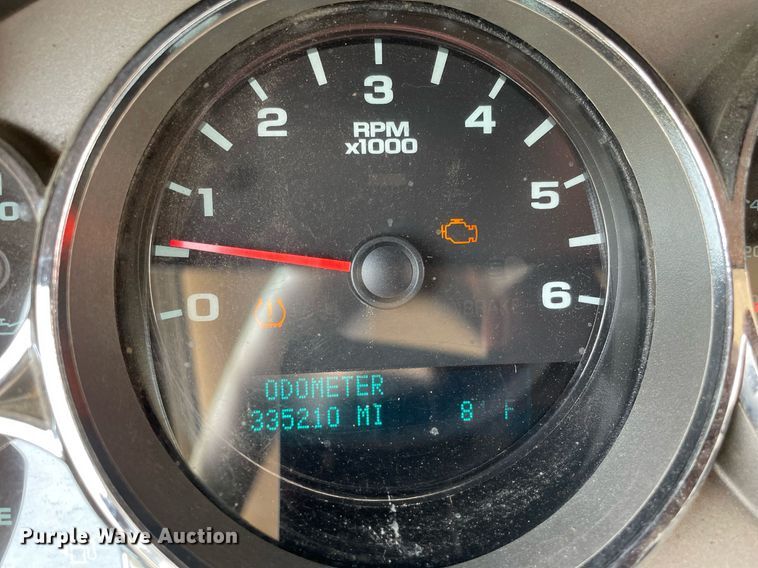 3
2
4
RPM
x1000
1
5
0
6
ODOMETER
335210 MI
8 F
Purple Wave Auction